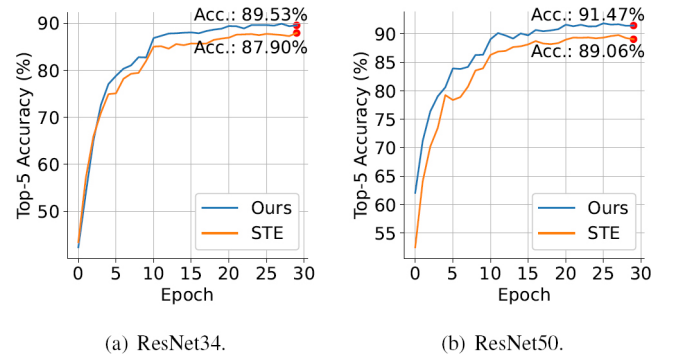 Acc.: 89.53%
Acc.: 87.90%
90
80
70
60
50
Top-5 Accuracy (%)
Ours
STE
0 5 10 15 20 25 30
Epoch
(a) ResNet34.
Acc.: 91.47%
Acc.: 89.06%
90
85
80
75
70
65
60
55
Top-5 Accuracy (%)
Ours
STE
0 5 10 15 20 25 30
Epoch
(b) ResNet50.